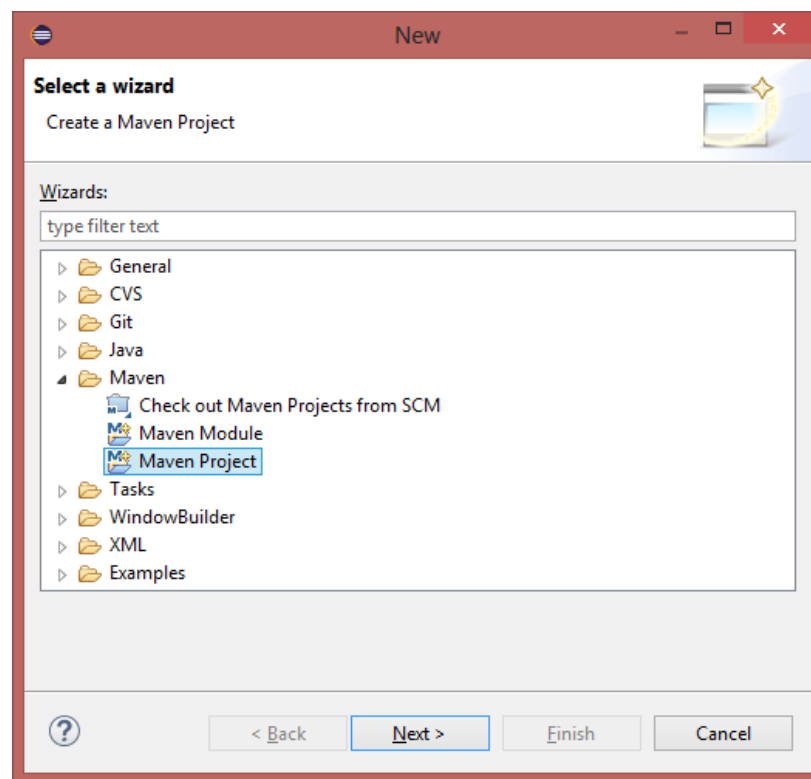 New
Select a wizard
Create a Maven Project
Wizards:
type filter text
General
CVS
Git
Java
Maven
Check out Maven Projects from SCM
Maven Module
Maven Project
Tasks
WindowBuilder
XML
Examples
? < Back Next > Finish Cancel